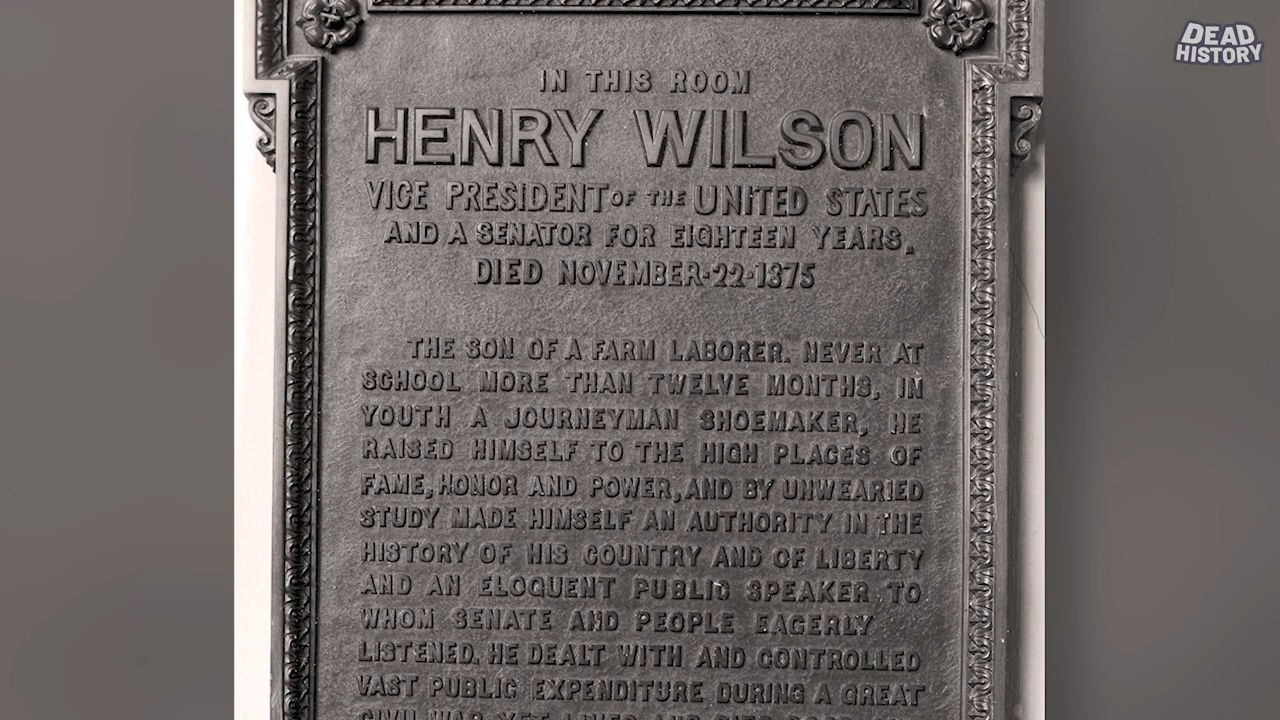 DEAD
HISTORY
IN THIS ROOM
HENRY WILSON
VICE PRESIDENT OF THE UNITED STATES
AND A SENATOR FOR EIGHTEEN YEARS,
DIED NOVEMBER·22·1875
THE SON OF A FARM LABORER. NEVER AT
SCHOOL MORE THAN TWELVE MONTHS, IN
YOUTH A JOURNEYMAN SHOEMAKER, HE
RAISED HIMSELF TO THE HIGH PLACES OF
FAME, HONOR AND POWER, AND BY UNWEARIED
STUDY MADE HIMSELF AN AUTHORITY IN THE
HISTORY OF HIS COUNTRY AND OF LIBERTY
AND AN ELOQUENT PUBLIC SPEAKER TO
WHOM SENATE AND PEOPLE EAGERLY
LISTENED. HE DEALT WITH AND CONTROLLED
VAST PUBLIC EXPENDITURE DURING A GREAT